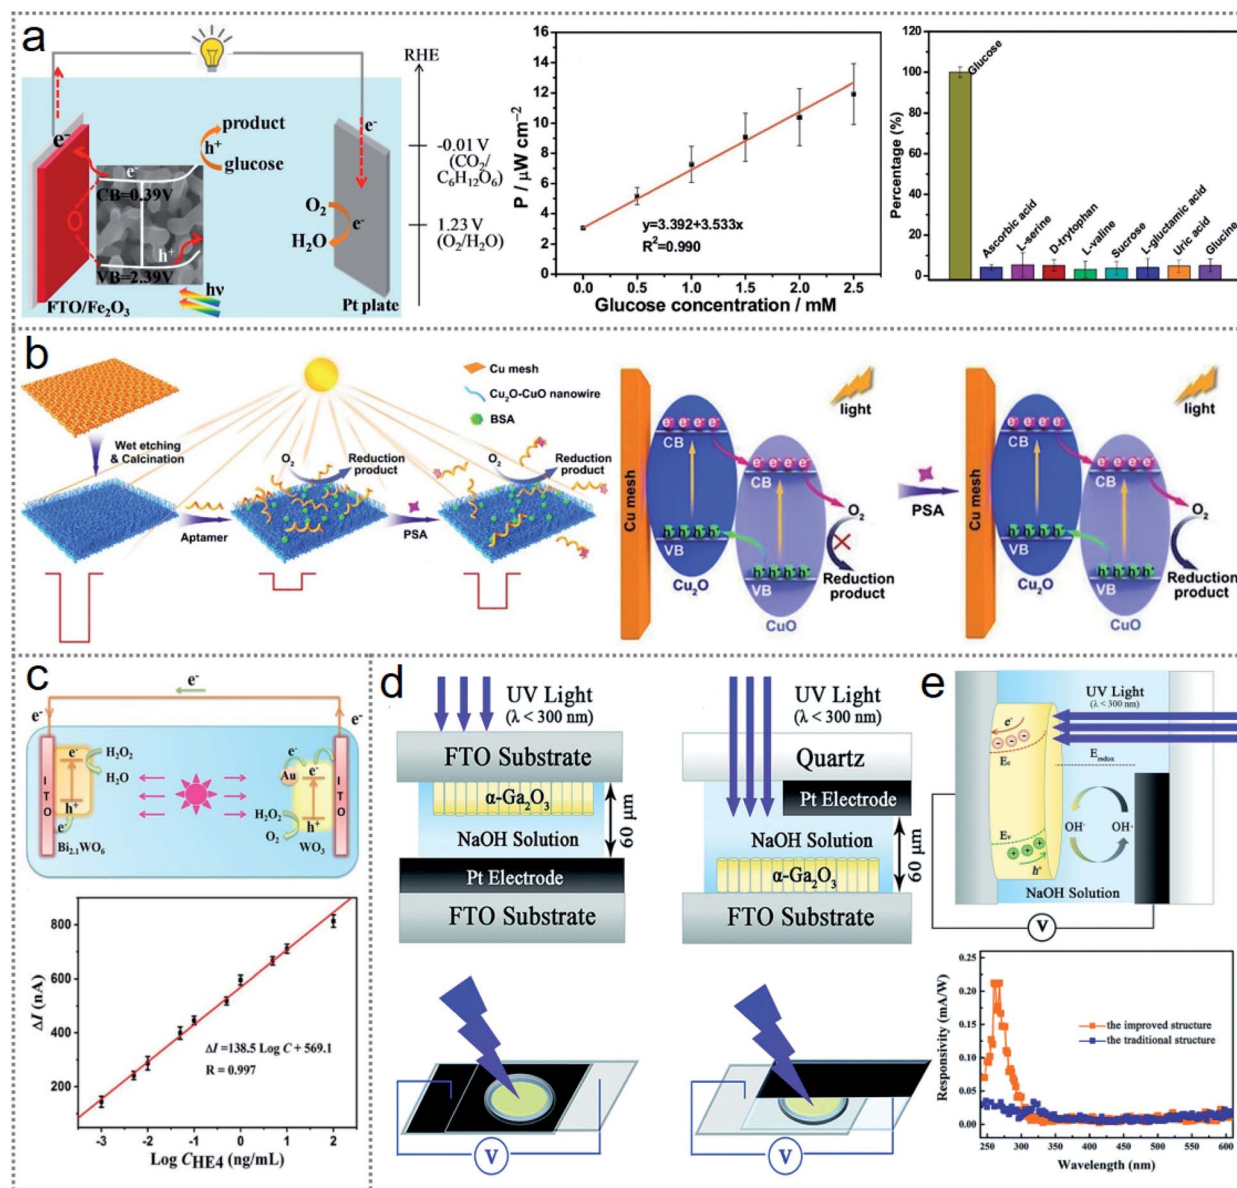 a
RHE
e⁻
product
h⁺
glucose
e⁻
CB=0.39V
h⁺
VB=2.39V
hν
FTO/Fe₂O₃
e⁻
O₂
e⁻
H₂O
Pt plate
-0.01 V
(CO₂/
C₆H₁₂O₆)
1.23 V
(O₂/H₂O)
P / μW cm⁻²
16
14
12
10
8
6
4
2
0
y=3.392+3.533x
R²=0.990
0.0 0.5 1.0 1.5 2.0 2.5
Glucose concentration / mM
Percentage (%)
120
100
80
60
40
20
0
Glucose
Ascorbic acid
L-serine
D-trytophan
L-valine
Sucrose
L-gluctamic acid
Uric acid
Glucine
b
Cu mesh
Cu₂O-CuO nanowire
BSA
Wet etching
& Calcination
Aptamer
O₂
Reduction
product
PSA
O₂
Reduction
product
Cu mesh
light
e⁻ e⁻ e⁻ e⁻
CB
e⁻ e⁻ e⁻ e⁻
CB
O₂
h⁺ h⁺ h⁺ h⁺
VB
h⁺ h⁺ h⁺ h⁺
VB
Reduction
product
Cu₂O
CuO
PSA
Cu mesh
light
e⁻ e⁻ e⁻ e⁻
CB
e⁻ e⁻ e⁻ e⁻
CB
O₂
h⁺ h⁺ h⁺ h⁺
VB
h⁺ h⁺ h⁺ h⁺
VB
Reduction
product
Cu₂O
CuO
c
e⁻
e⁻
e⁻
ITO
e⁻
H₂O₂
H₂O
h⁺
e⁻
Bi₂.₁WO₆
e⁻
Au
e⁻
H₂O₂
O₂
h⁺
WO₃
ITO
ΔI (nA)
800
600
400
200
ΔI =138.5 Log C + 569.1
R = 0.997
-3 -2 -1 0 1 2
Log C HE4 (ng/mL)
d
UV Light
(λ < 300 nm)
FTO Substrate
α-Ga₂O₃
NaOH Solution
60 μm
Pt Electrode
FTO Substrate
UV Light
(λ < 300 nm)
Quartz
Pt Electrode
NaOH Solution
60 μm
α-Ga₂O₃
FTO Substrate
V
V
e
UV Light
(λ < 300 nm)
e⁻
E c
E redox
E v
h⁺
OH⁻
OH·
NaOH Solution
V
Responsivity (mA/W)
0.25
0.20
0.15
0.10
0.05
0.00
the improved structure
the traditional structure
250 300 350 400 450 500 550 600
Wavelength (nm)